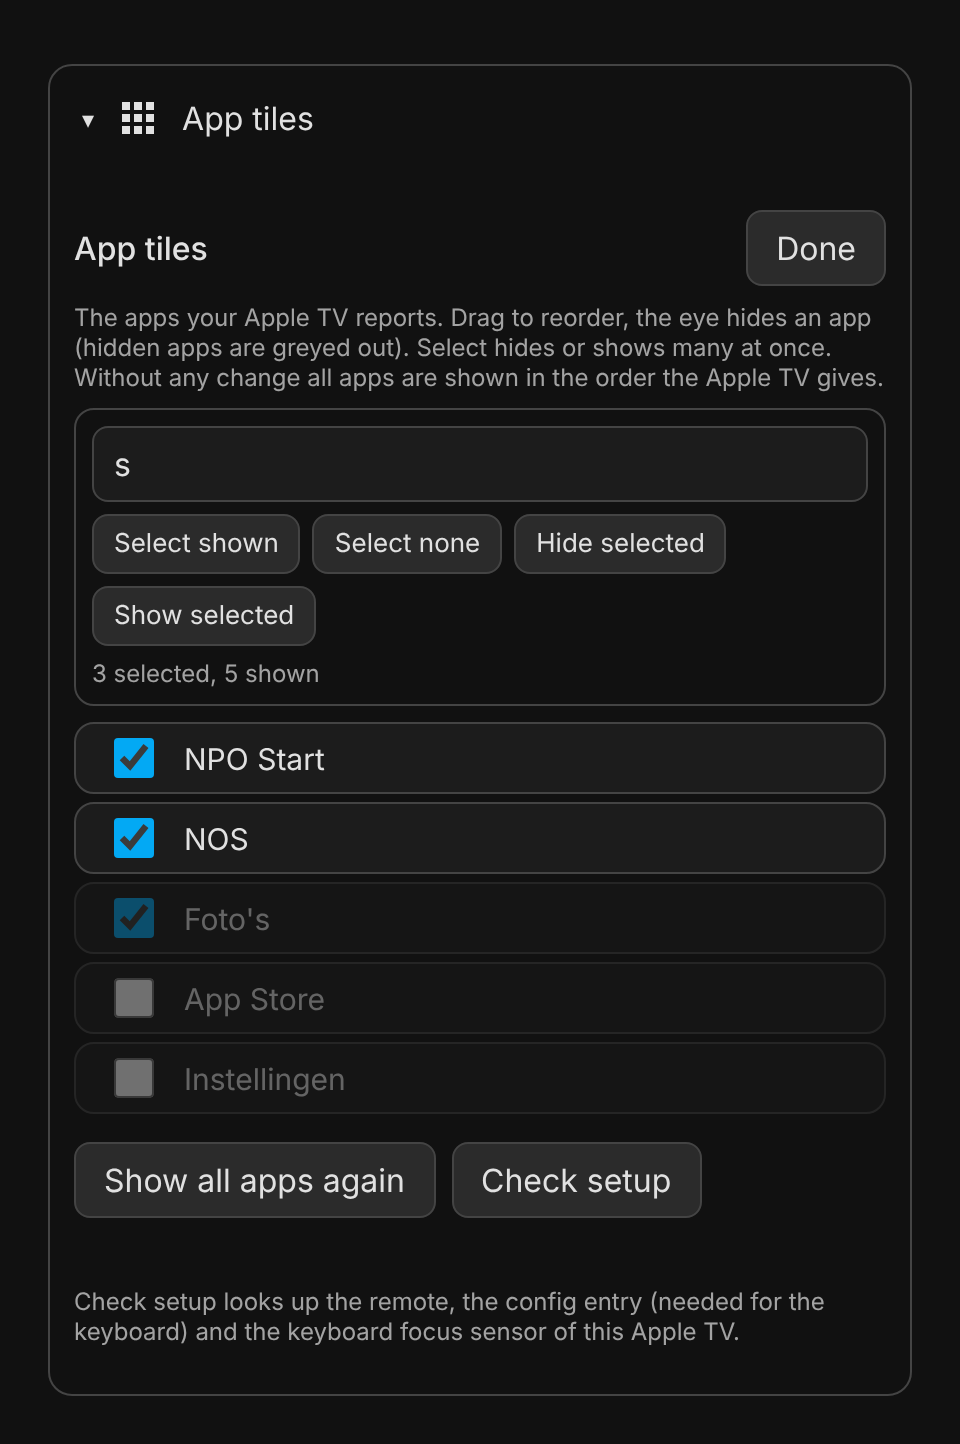 App tiles
App tiles
Done
The apps your Apple TV reports. Drag to reorder, the eye hides an app
(hidden apps are greyed out). Select hides or shows many at once.
Without any change all apps are shown in the order the Apple TV gives.
s
Select shown
Select none
Hide selected
Show selected
3 selected, 5 shown
NPO Start
NOS
Foto's
App Store
Instellingen
Show all apps again
Check setup
Check setup looks up the remote, the config entry (needed for the
keyboard) and the keyboard focus sensor of this Apple TV.